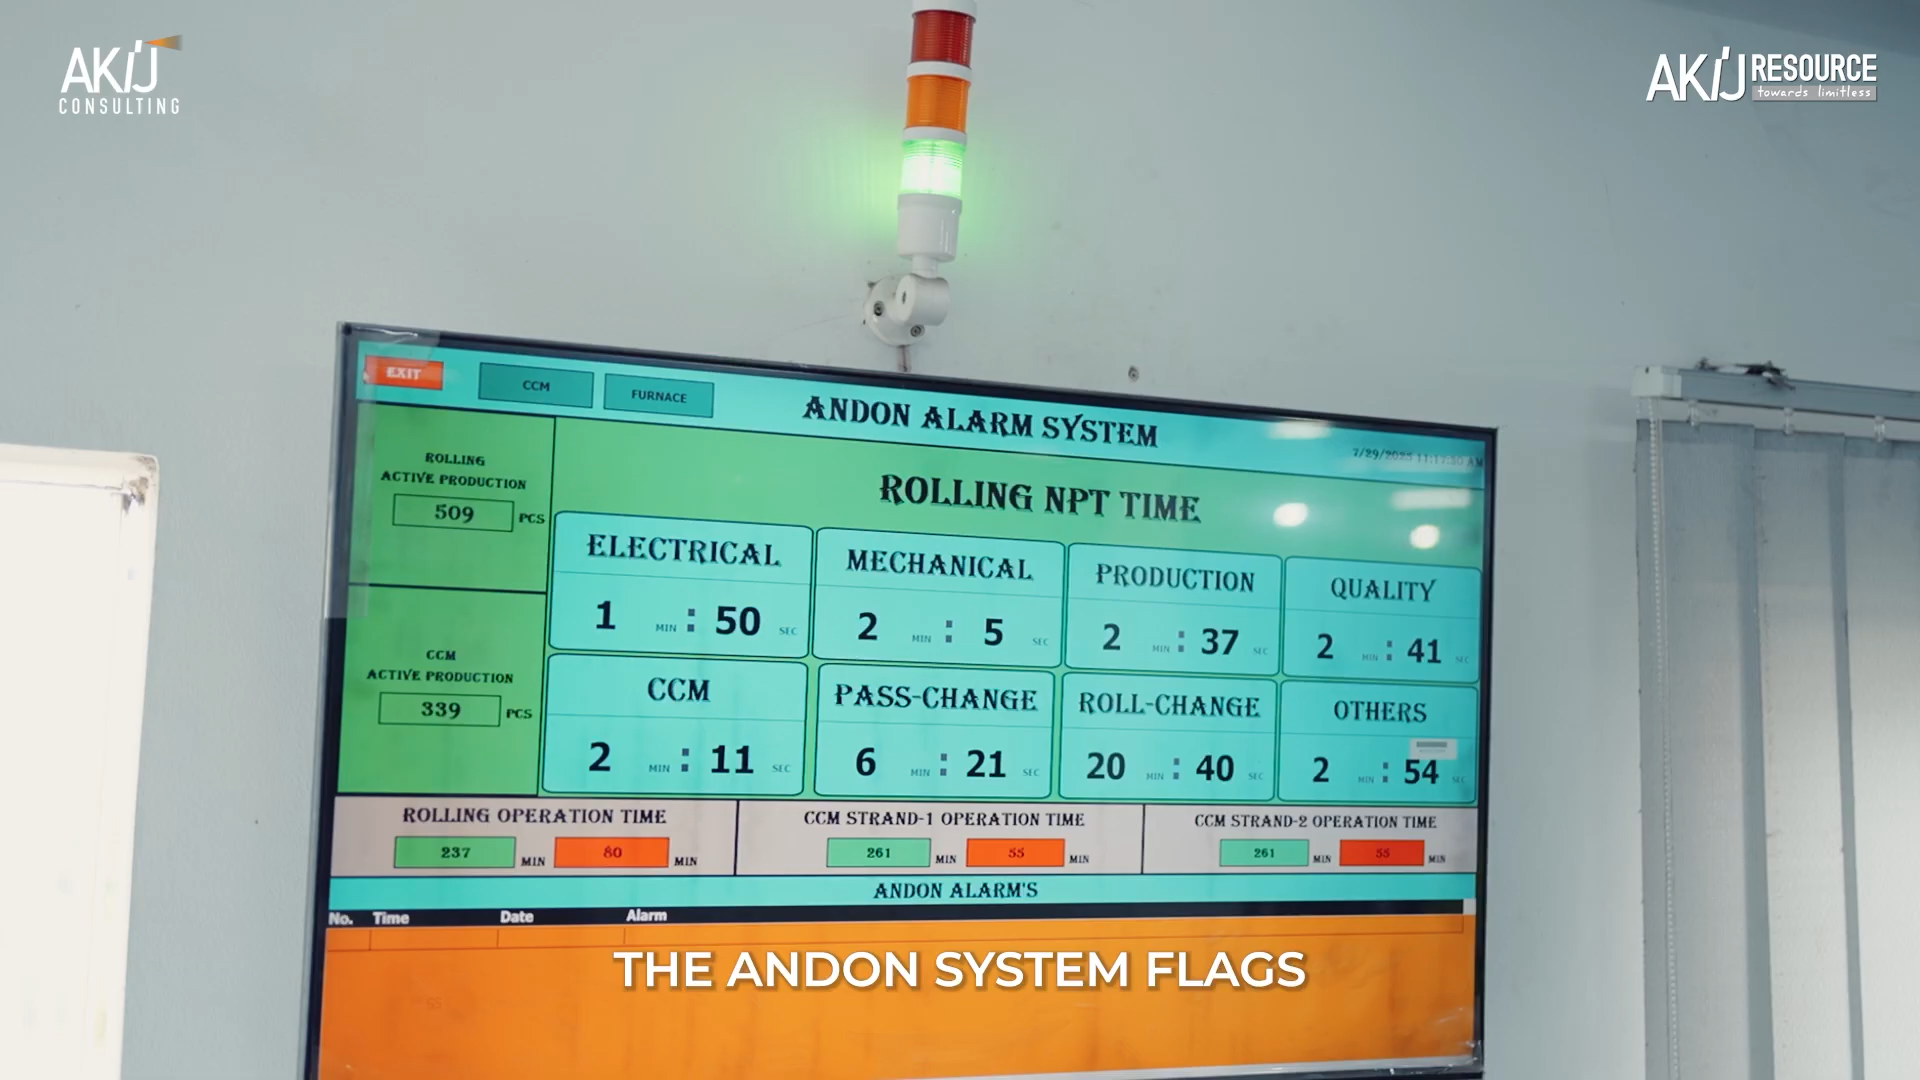 AKIJ
CONSULTING
AKIJ RESOURCE
towards limitless
EXIT
CCM
FURNACE
ANDON ALARM SYSTEM
ROLLING
ACTIVE PRODUCTION
509 PCS
CCM
ACTIVE PRODUCTION
339 PCS
ROLLING NPT TIME
ELECTRICAL
1 MIN : 50 SEC
MECHANICAL
2 MIN : 5 SEC
PRODUCTION
2 MIN : 37 SEC
QUALITY
2 MIN : 41 SEC
CCM
2 MIN : 11 SEC
PASS-CHANGE
6 MIN : 21 SEC
ROLL-CHANGE
20 MIN : 40 SEC
OTHERS
2 MIN : 54 SEC
ROLLING OPERATION TIME
237 MIN 80 MIN
CCM STRAND-1 OPERATION TIME
261 MIN 55 MIN
CCM STRAND-2 OPERATION TIME
261 MIN 55 MIN
ANDON ALARM'S
No. Time Date Alarm
THE ANDON SYSTEM FLAGS